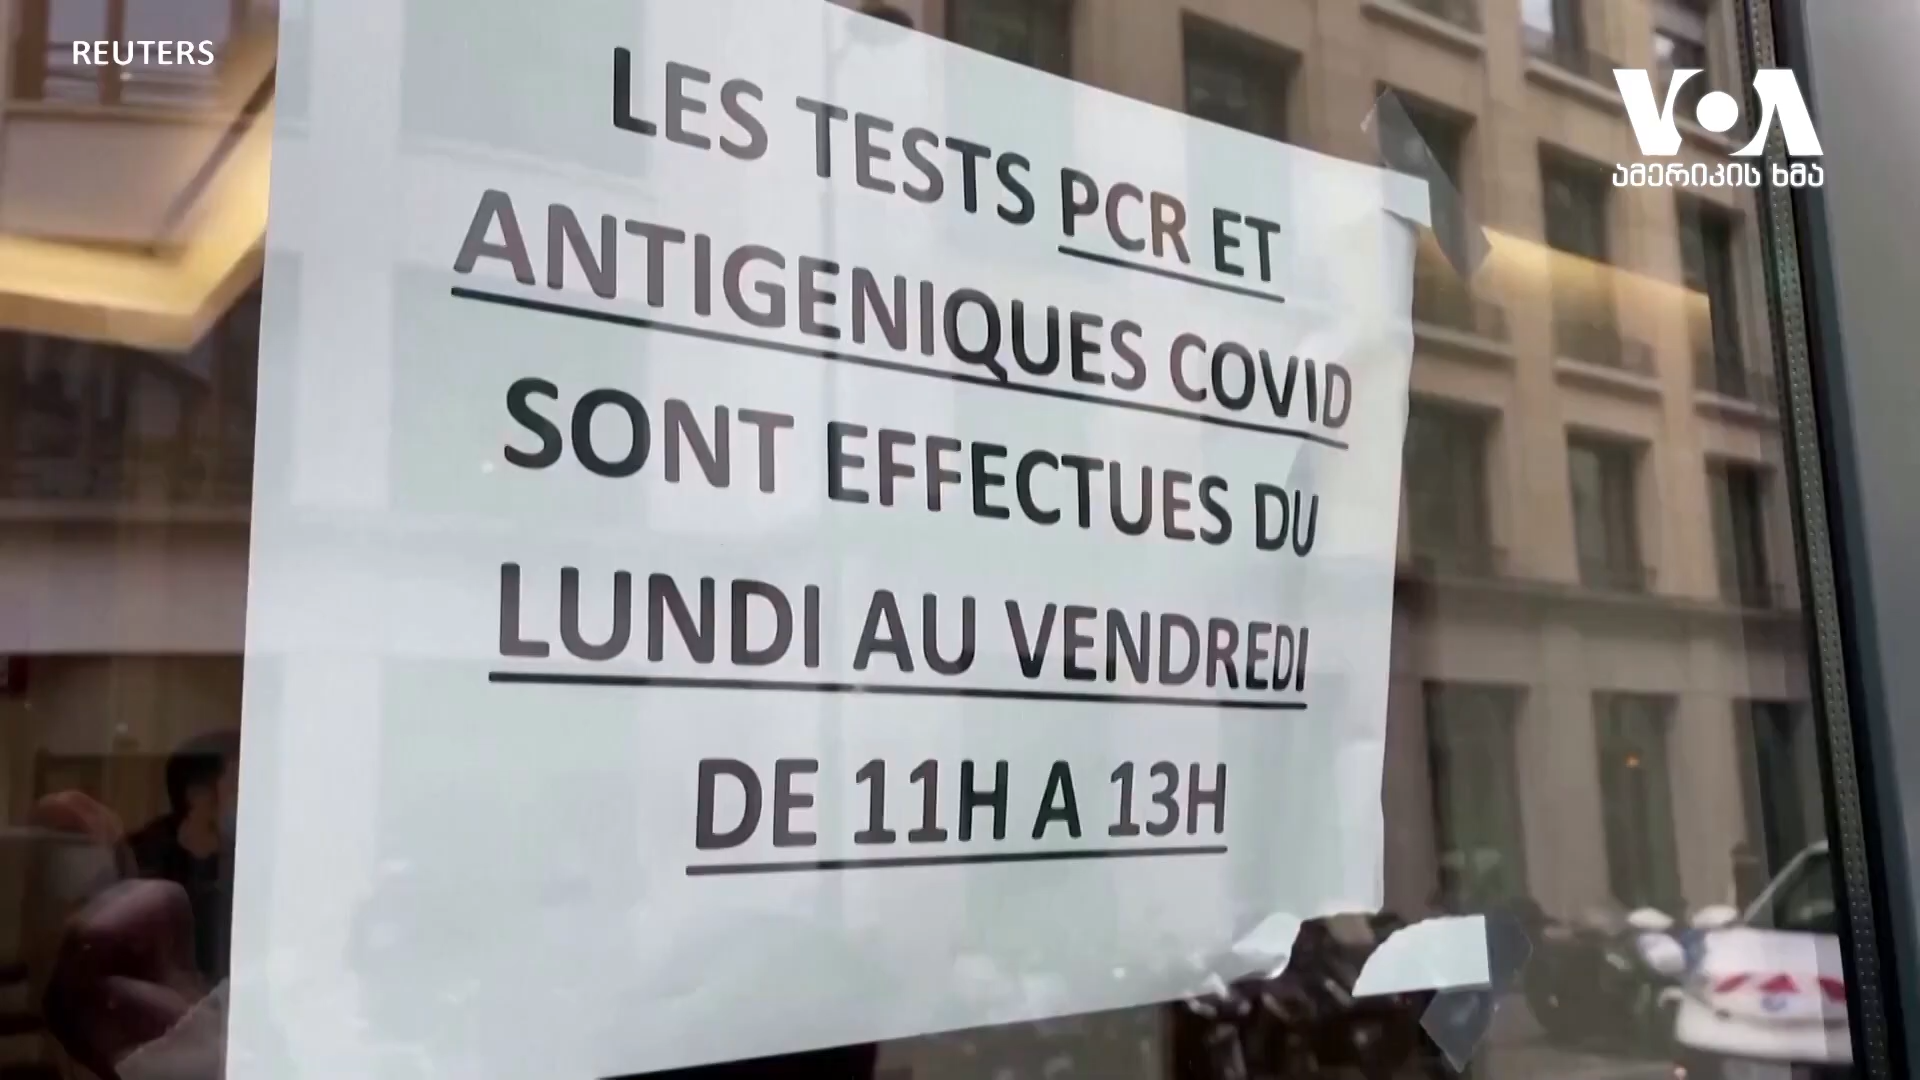 REUTERS
VOA
ამერიკის ხმა
LES TESTS PCR ET
ANTIGENIQUES COVID
SONT EFFECTUES DU
LUNDI AU VENDREDI
DE 11H A 13H